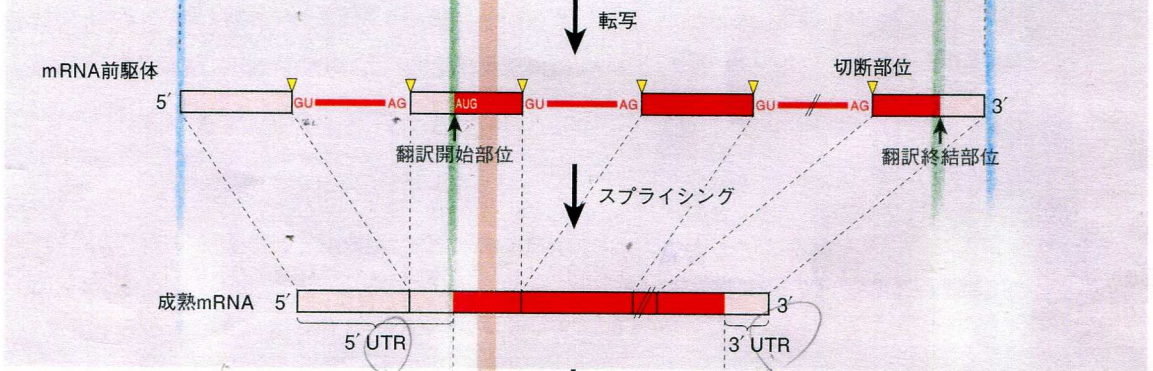 転写
mRNA前駆体
切断部位
5′ GU AG AUG GU AG GU AG 3′
翻訳開始部位
翻訳終結部位
スプライシング
成熟mRNA 5′ 3′
5′ UTR
3′ UTR